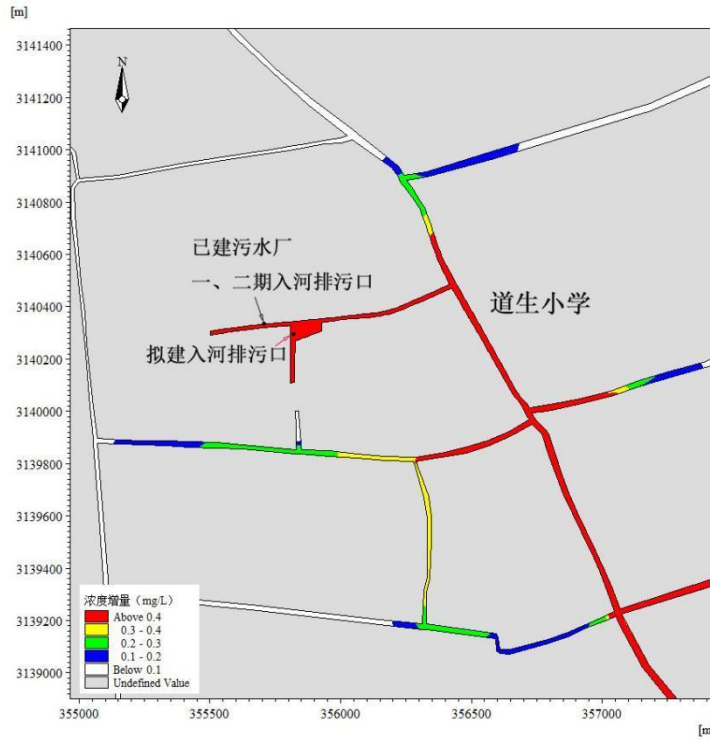 [m]
3141400
3141200
3141000
3140800
3140600
3140400
3140200
3140000
3139800
3139600
3139400
3139200
3139000
N
已建污水厂
一、二期入河排污口
拟建入河排污口
道生小学
浓度增量（mg/L）
Above 0.4
0.3 - 0.4
0.2 - 0.3
0.1 - 0.2
Below 0.1
Undefined Value
355000 355500 356000 356500 357000
[m